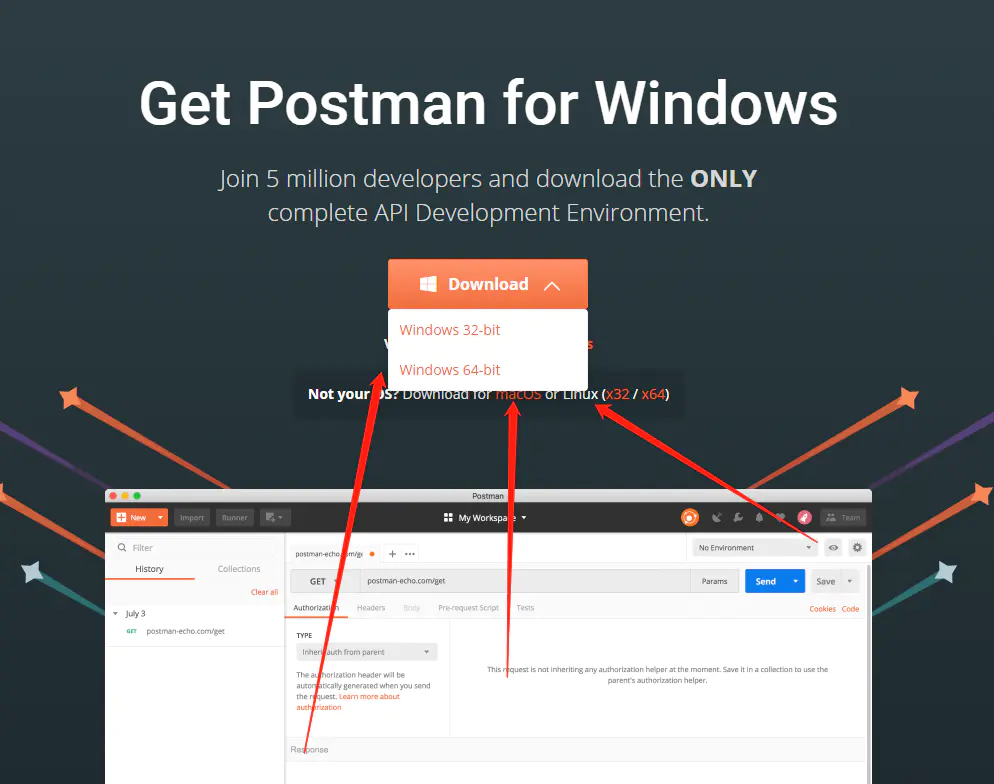 Get Postman for Windows
Join 5 million developers and download the ONLY
complete API Development Environment.
Download
Windows 32-bit
Windows 64-bit
Not your OS? Download for macOS or Linux (x32 / x64)
Postman
New
Import
Runner
My Workspace
Team
Filter
History
Collections
Clear all
July 3
GET postman-echo.com/get
postman-echo.com/ge
No Environment
GET
postman-echo.com/get
Params
Send
Save
Authorization
Headers
Body
Pre-request Script
Tests
Cookies
Code
TYPE
Inherit auth from parent
The authorization header will be
automatically generated when you send
the request. Learn more about
authorization
This request is not inheriting any authorization helper at the moment. Save it in a collection to use the
parent's authorization helper.
Response